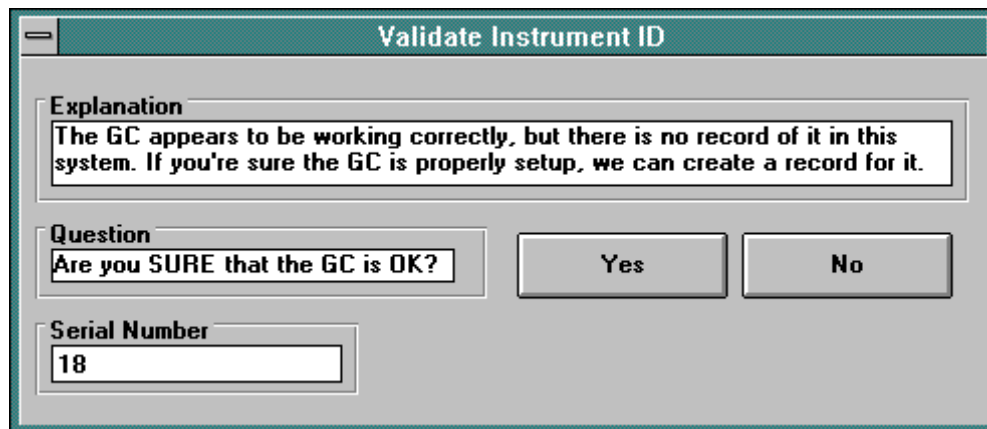 Validate Instrument ID
Explanation
The GC appears to be working correctly, but there is no record of it in this
system. If you're sure the GC is properly setup, we can create a record for it.
Question
Are you SURE that the GC is OK?
Yes
No
Serial Number
18